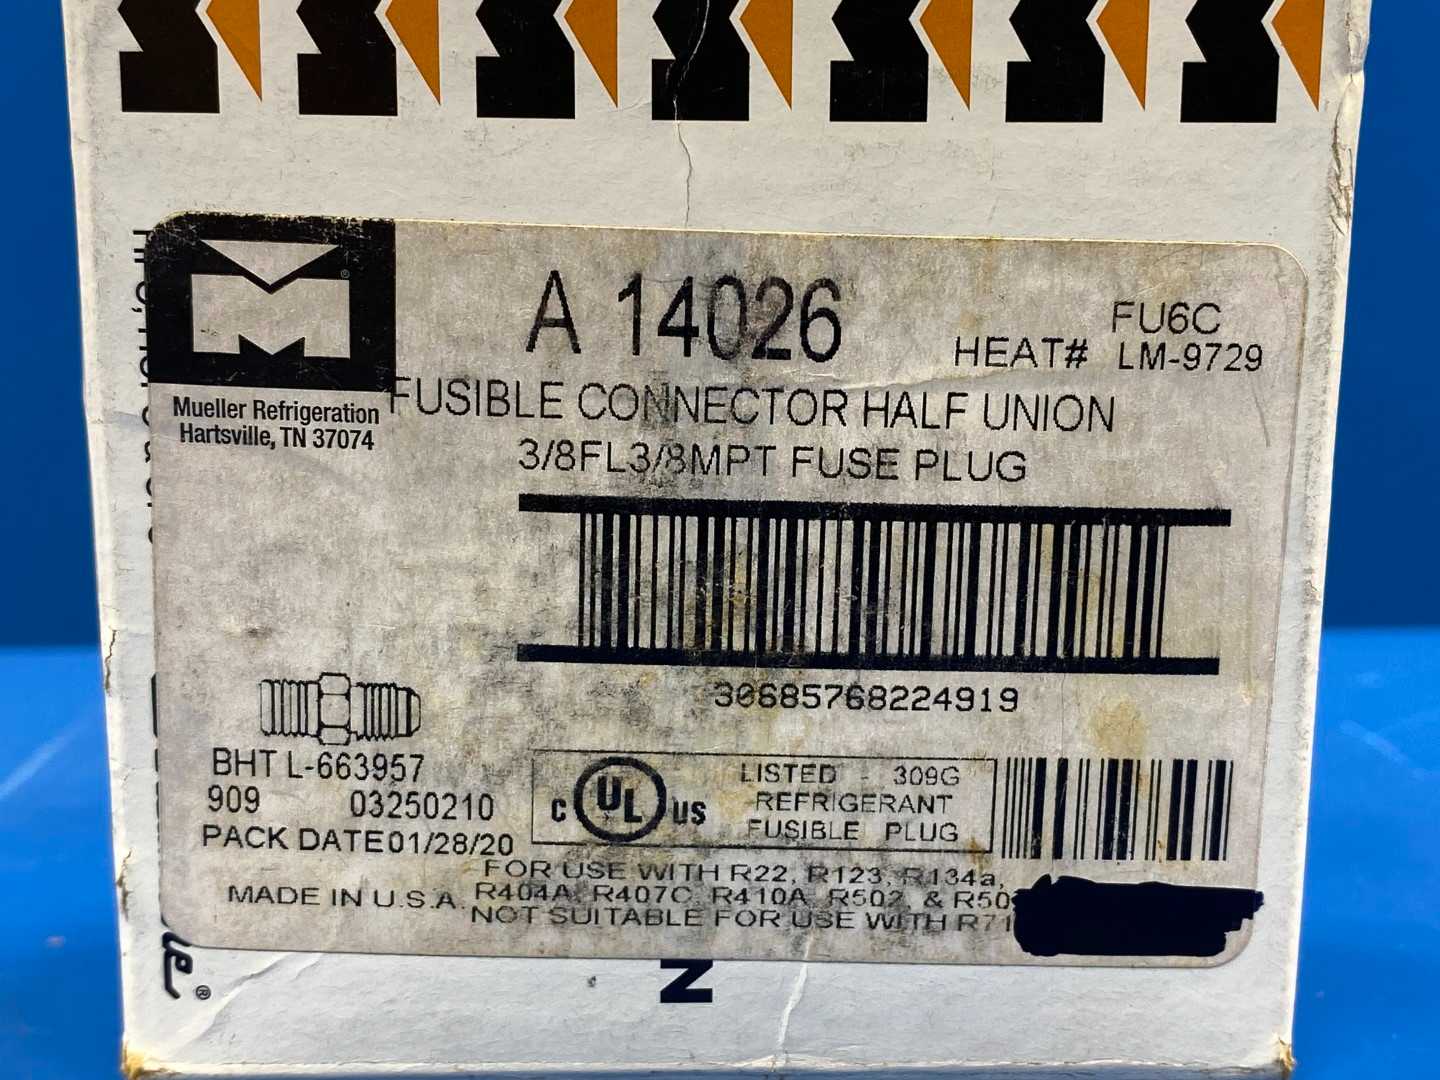 A 14026
FU6C
HEAT# LM-9729
Mueller Refrigeration
Hartsville, TN 37074
FUSIBLE CONNECTOR HALF UNION
3/8FL3/8MPT FUSE PLUG
30685768224919
BHT L-663957
909 03250210
PACK DATE01/28/20
C UL US
LISTED - 309G
REFRIGERANT
FUSIBLE PLUG
FOR USE WITH R22, R123, R134a,
MADE IN U.S.A. R404A, R407C, R410A, R502, &
NOT SUITABLE FOR USE WITH
N
®